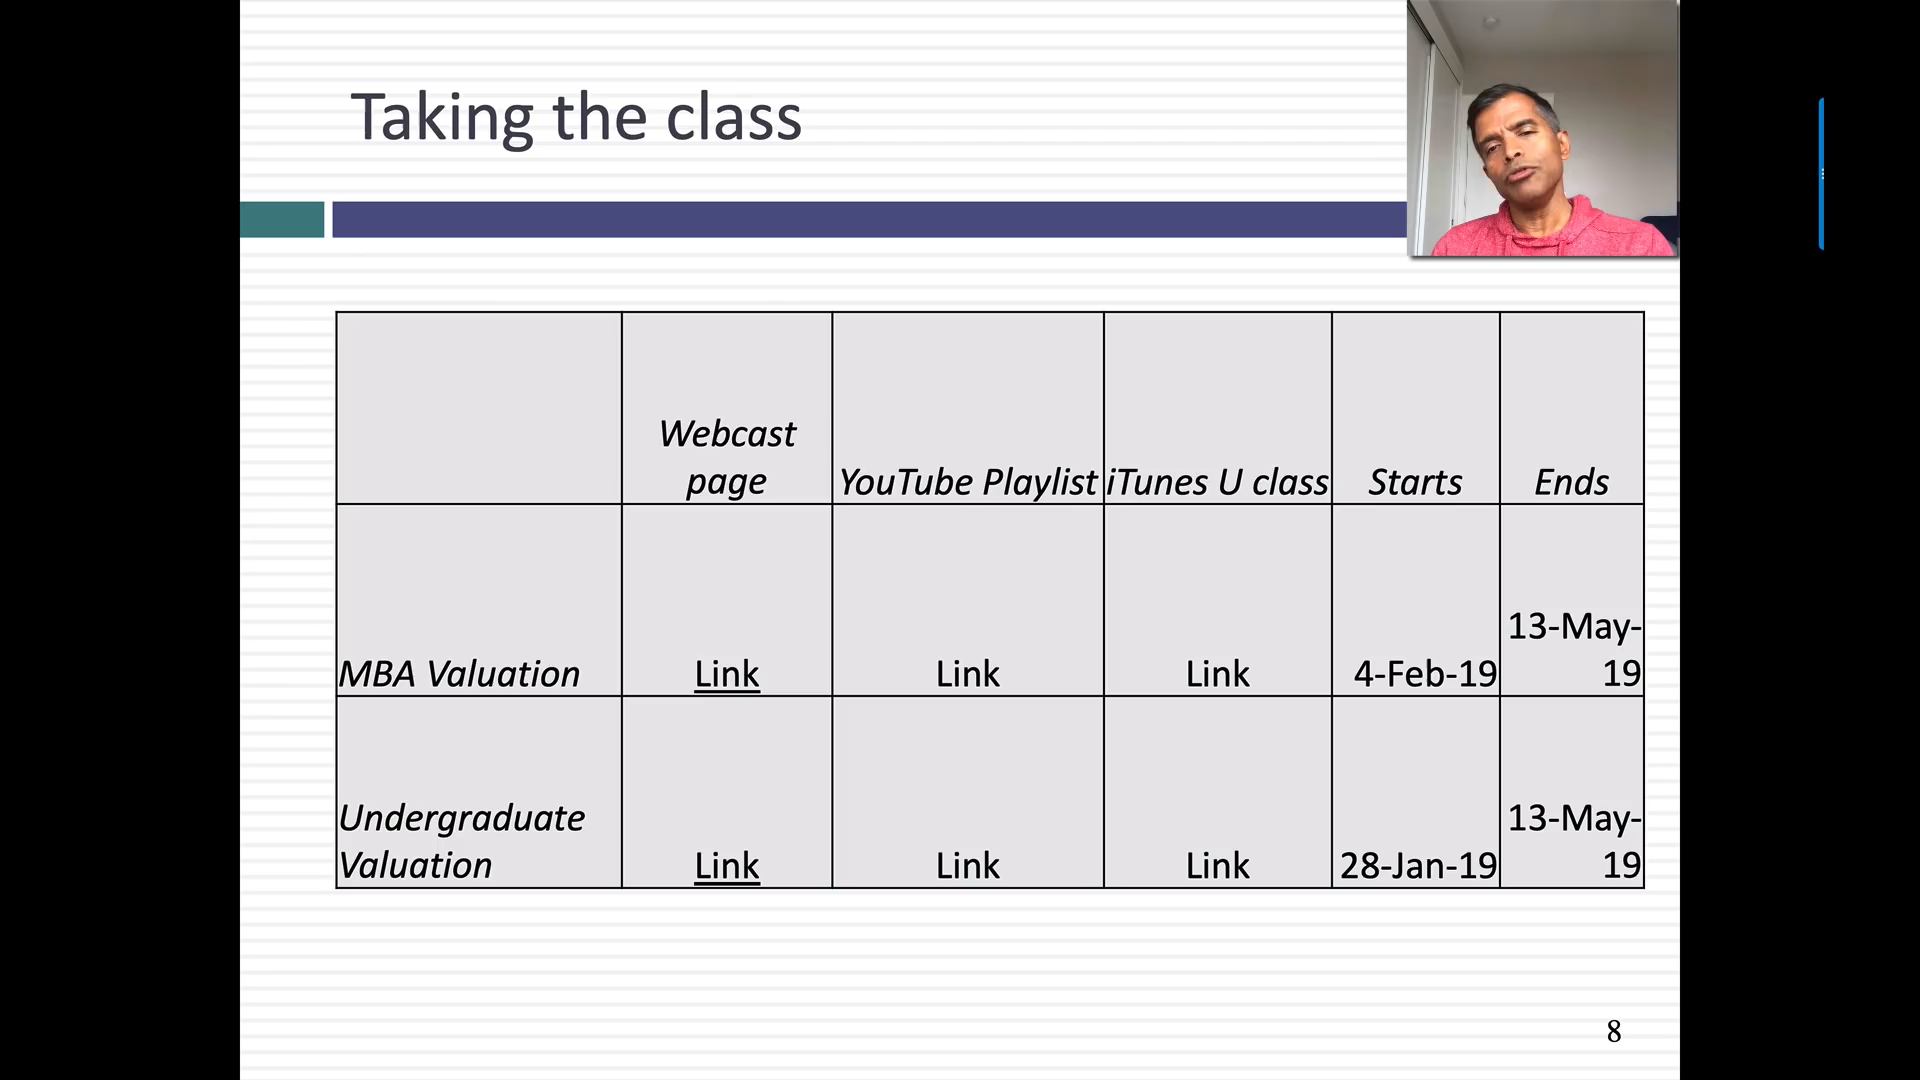 Taking the class
Webcast
page
YouTube Playlist
iTunes U class
Starts
Ends
MBA Valuation
Link
Link
Link
4-Feb-19
13-May-
19
Undergraduate
Valuation
Link
Link
Link
28-Jan-19
13-May-
19
8